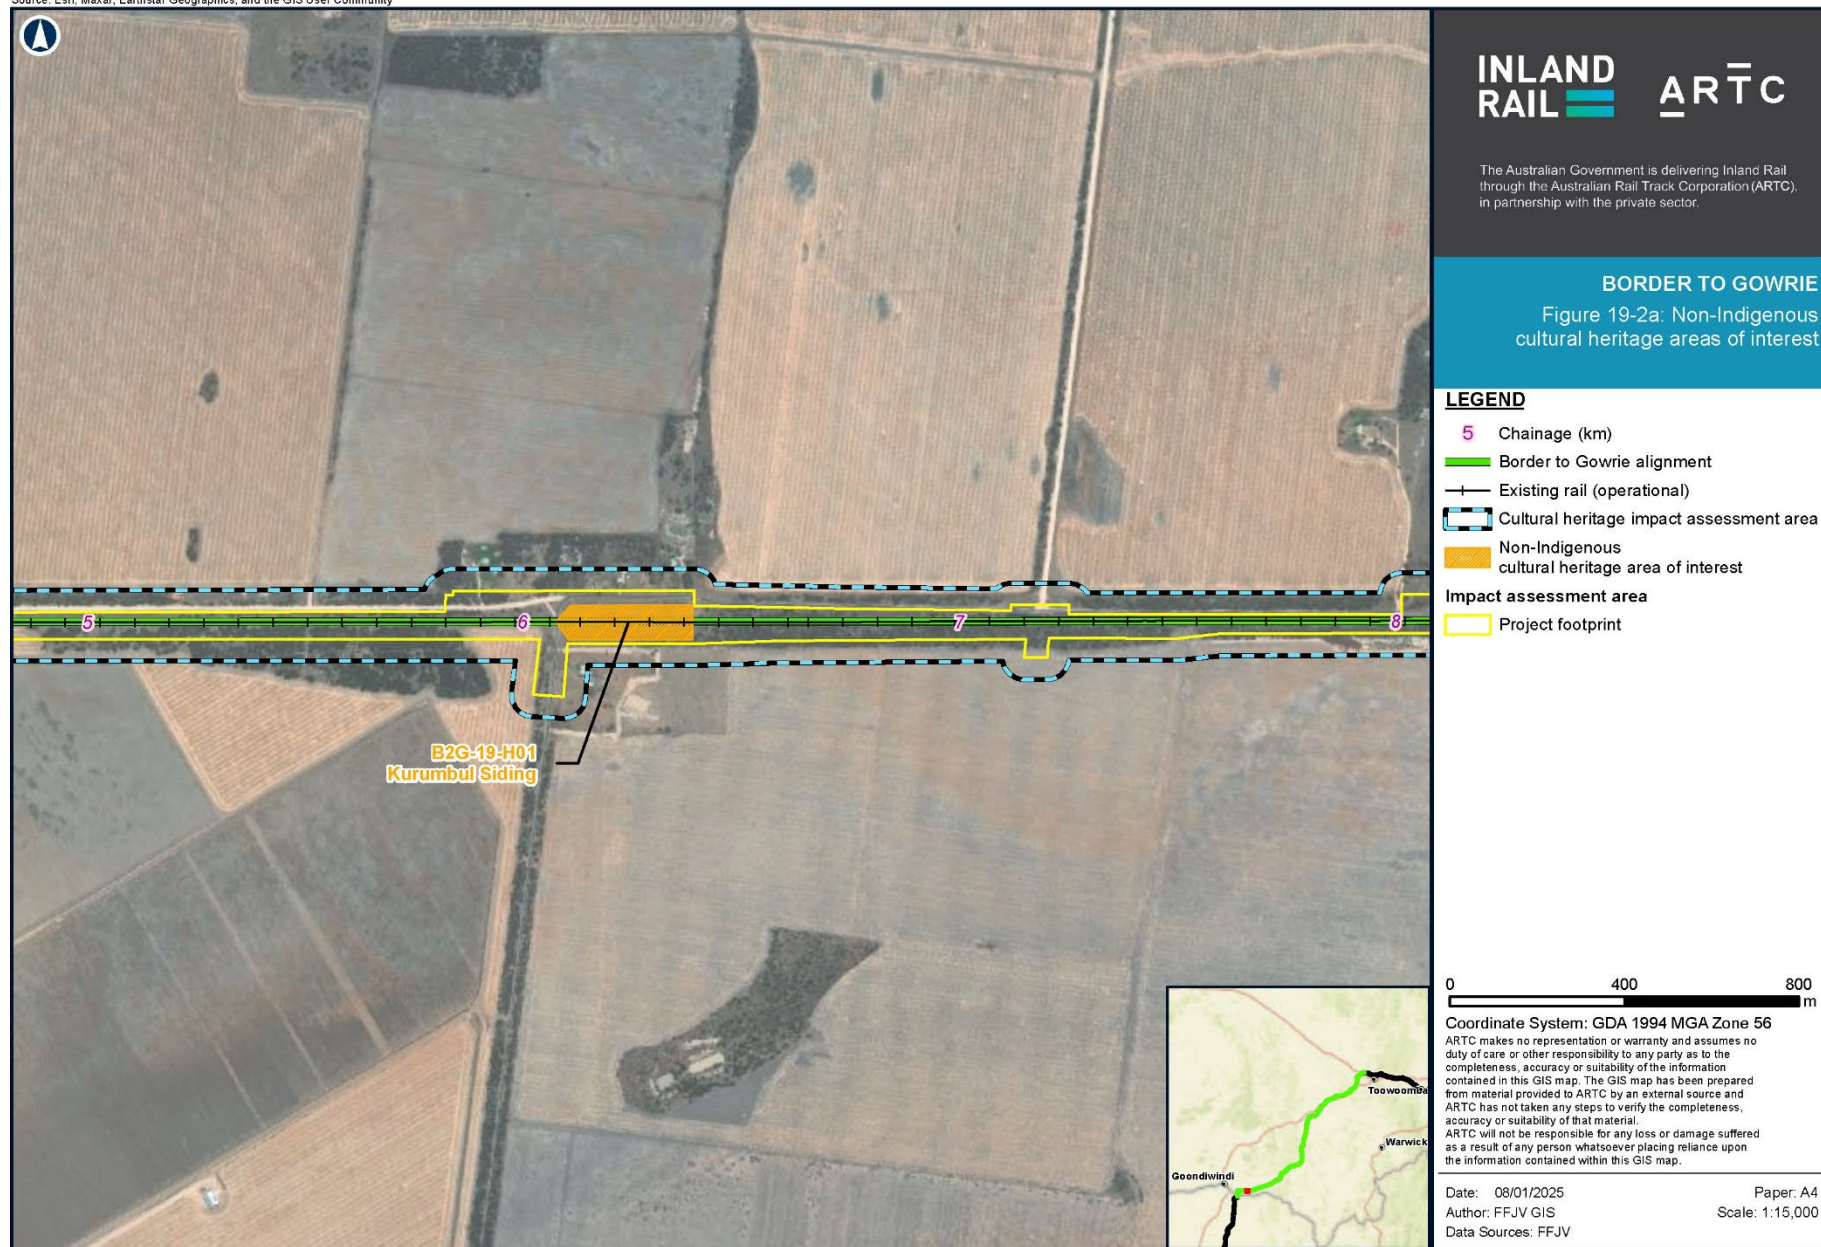 Source: Esri, Maxar, Earthstar Geographics, and the GIS User Community
INLAND
RAIL
ARTC
The Australian Government is delivering Inland Rail
through the Australian Rail Track Corporation (ARTC),
in partnership with the private sector.
BORDER TO GOWRIE
Figure 19-2a: Non-Indigenous
cultural heritage areas of interest
LEGEND
5 Chainage (km)
Border to Gowrie alignment
Existing rail (operational)
Cultural heritage impact assessment area
Non-Indigenous
cultural heritage area of interest
Impact assessment area
Project footprint
5
6
7
8
B2G-19-H01
Kurumbul Siding
Toowoomba
Warwick
Goondiwindi
0 400 800
m
Coordinate System: GDA 1994 MGA Zone 56
ARTC makes no representation or warranty and assumes no
duty of care or other responsibility to any party as to the
completeness, accuracy or suitability of the information
contained in this GIS map. The GIS map has been prepared
from material provided to ARTC by an external source and
ARTC has not taken any steps to verify the completeness,
accuracy or suitability of that material.
ARTC will not be responsible for any loss or damage suffered
as a result of any person whatsoever placing reliance upon
the information contained within this GIS map.
Date: 08/01/2025 Paper: A4
Author: FFJV GIS Scale: 1:15,000
Data Sources: FFJV